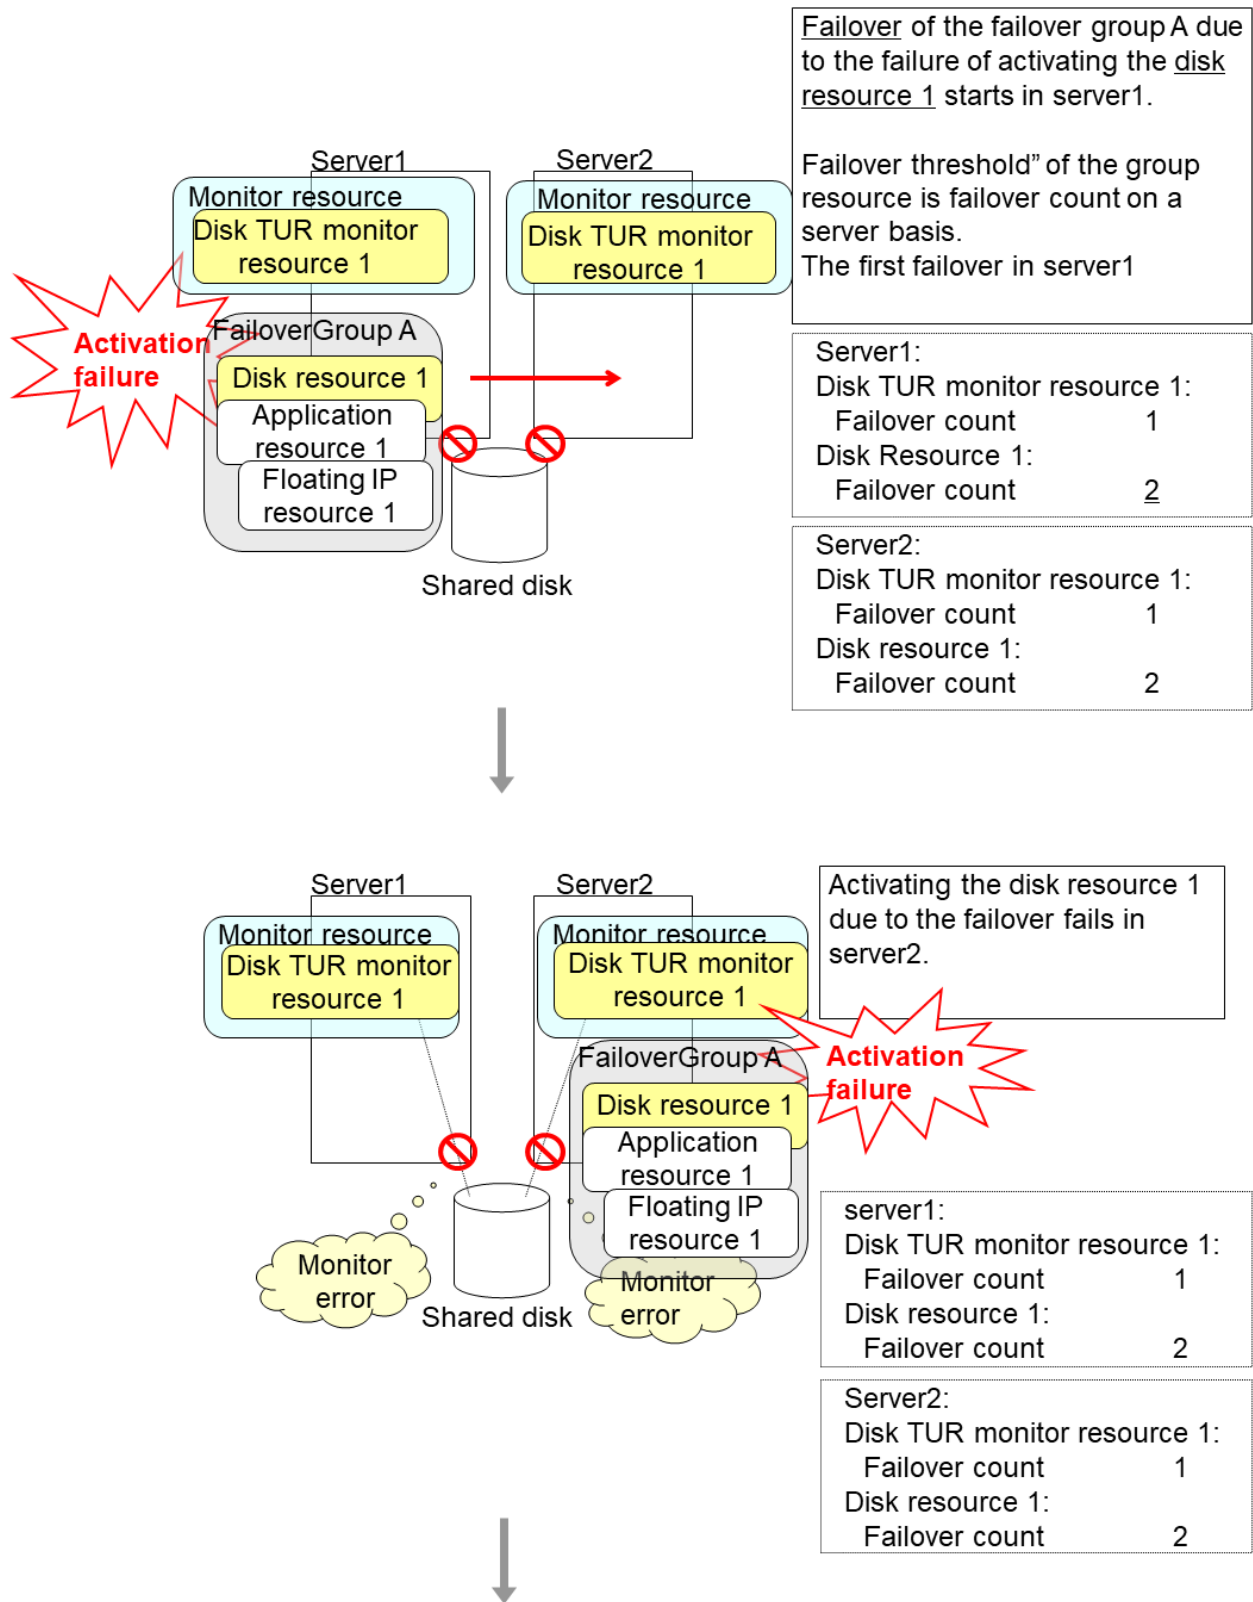 Failover of the failover group A due
to the failure of activating the disk
resource 1 starts in server1.
Failover threshold” of the group
resource is failover count on a
server basis.
The first failover in server1
Server1
Monitor resource
Disk TUR monitor
resource 1
Server2
Monitor resource
Disk TUR monitor
resource 1
Activation
failure
FailoverGroup A
Disk resource 1
Application
resource 1
Floating IP
resource 1
Shared disk
Server1:
Disk TUR monitor resource 1:
Failover count 1
Disk Resource 1:
Failover count 2
Server2:
Disk TUR monitor resource 1:
Failover count 1
Disk resource 1:
Failover count 2
Server1
Monitor resource
Disk TUR monitor
resource 1
Server2
Monitor resource
Disk TUR monitor
resource 1
Activating the disk resource 1
due to the failover fails in
server2.
Activation
failure
FailoverGroup A
Disk resource 1
Application
resource 1
Floating IP
resource 1
Monitor
error
Shared disk
Monitor
error
server1:
Disk TUR monitor resource 1:
Failover count 1
Disk resource 1:
Failover count 2
Server2:
Disk TUR monitor resource 1:
Failover count 1
Disk resource 1:
Failover count 2